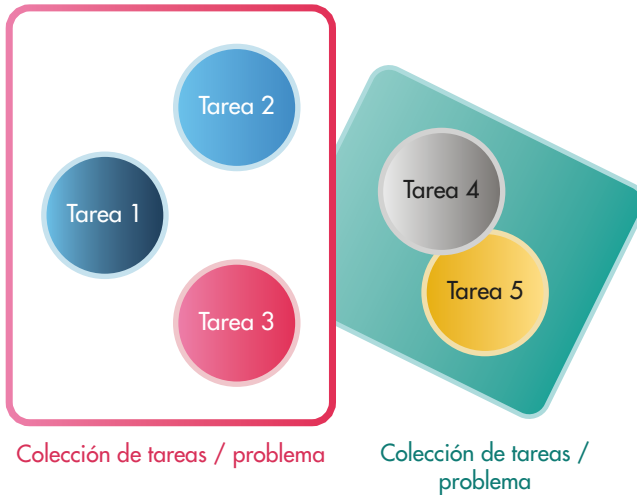 Tarea 2
Tarea 1
Tarea 3
Tarea 4
Tarea 5
Colección de tareas / problema
Colección de tareas /
problema